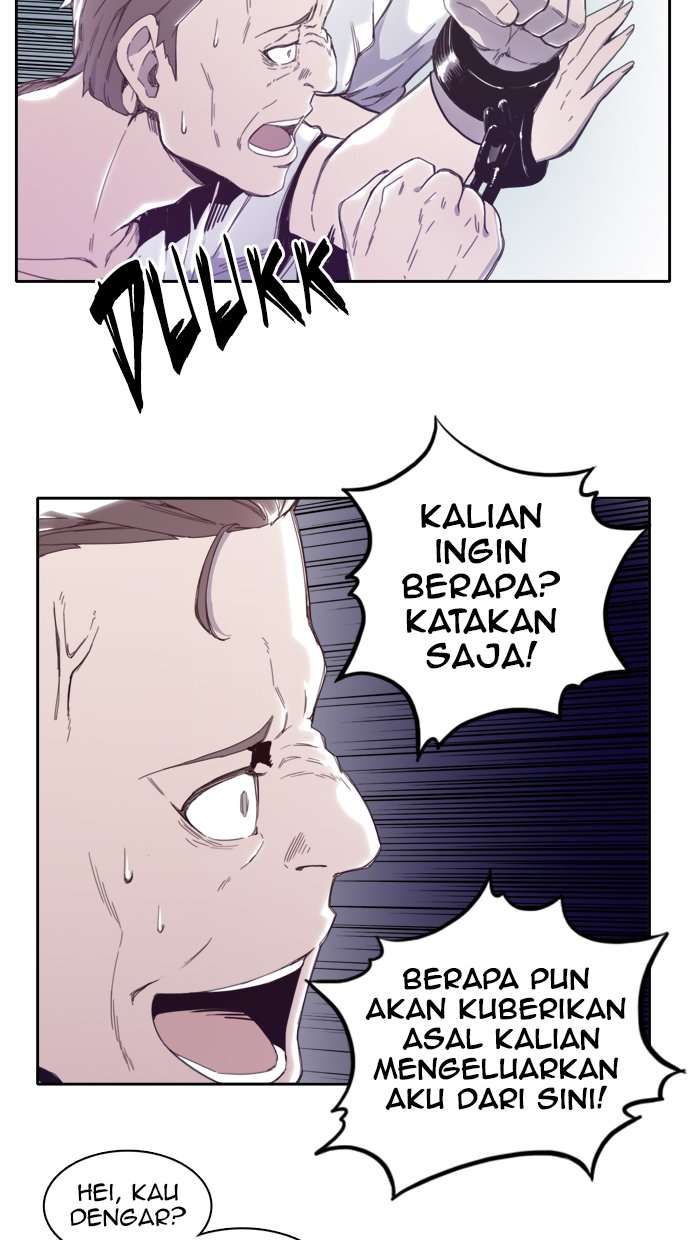 DUUKK
KALIAN
INGIN
BERAPA?
KATAKAN
SAJA!
BERAPA PUN
AKAN KUBERIKAN
ASAL KALIAN
MENGELUARKAN
AKU DARI SINI!
HEI, KAU
DENGAR?